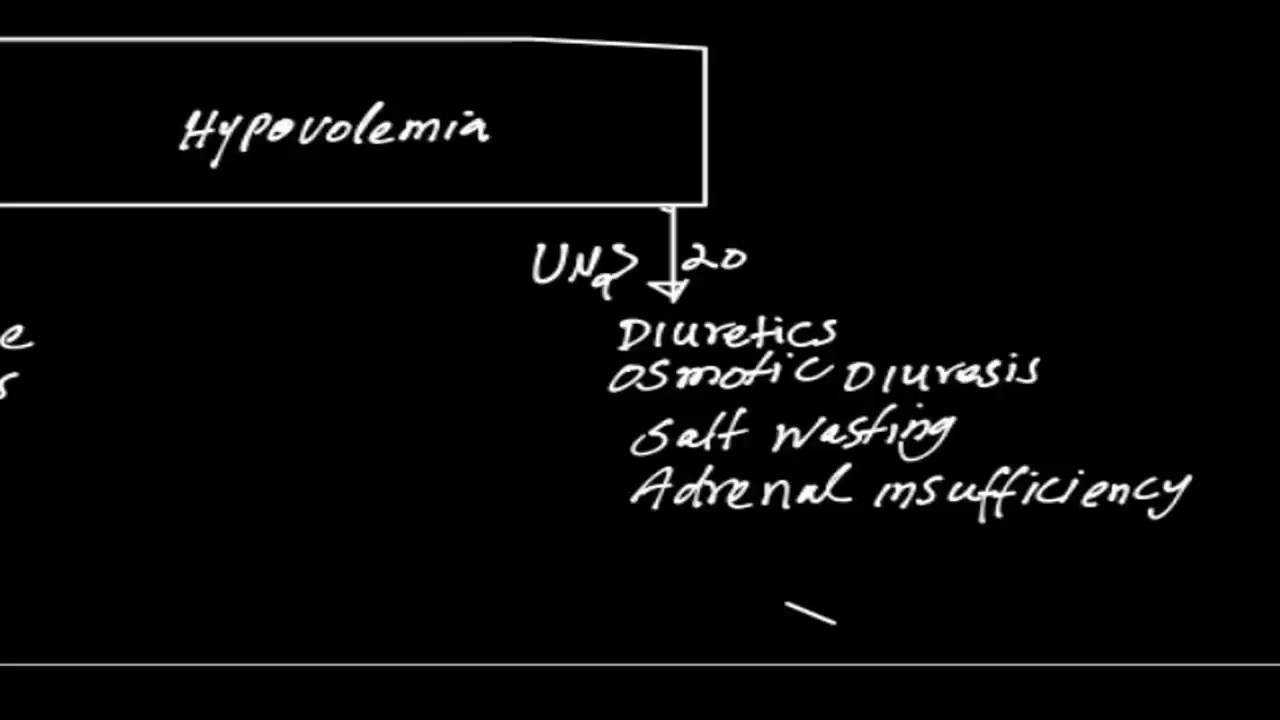 Hypovolemia
UNa> 20
e
Diuretics
s
Osmotic Diuresis
Salt wasting
Adrenal insufficiency